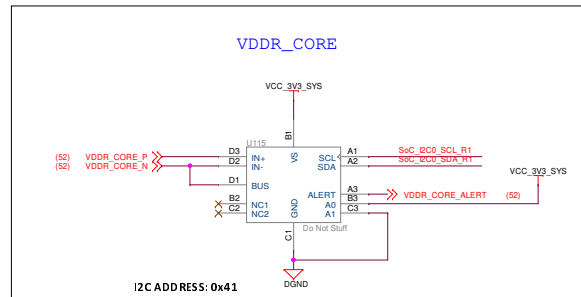 VDDR_CORE
VCC_3V3_SYS
U115
B1
(52) VDDR_CORE_P D3 IN+ VS SCL A1 SoC_I2C0_SCL_R1
(52) VDDR_CORE_N D2 IN- SDA A2 SoC_I2C0_SDA_R1
VCC_3V3_SYS
D1 BUS
ALERT A3 VDDR_CORE_ALERT (52)
B2 NC1 A0 B3
C2 NC2 GND A1 C3
Do Not Stuff
C1
DGND
I2C ADDRESS: 0x41